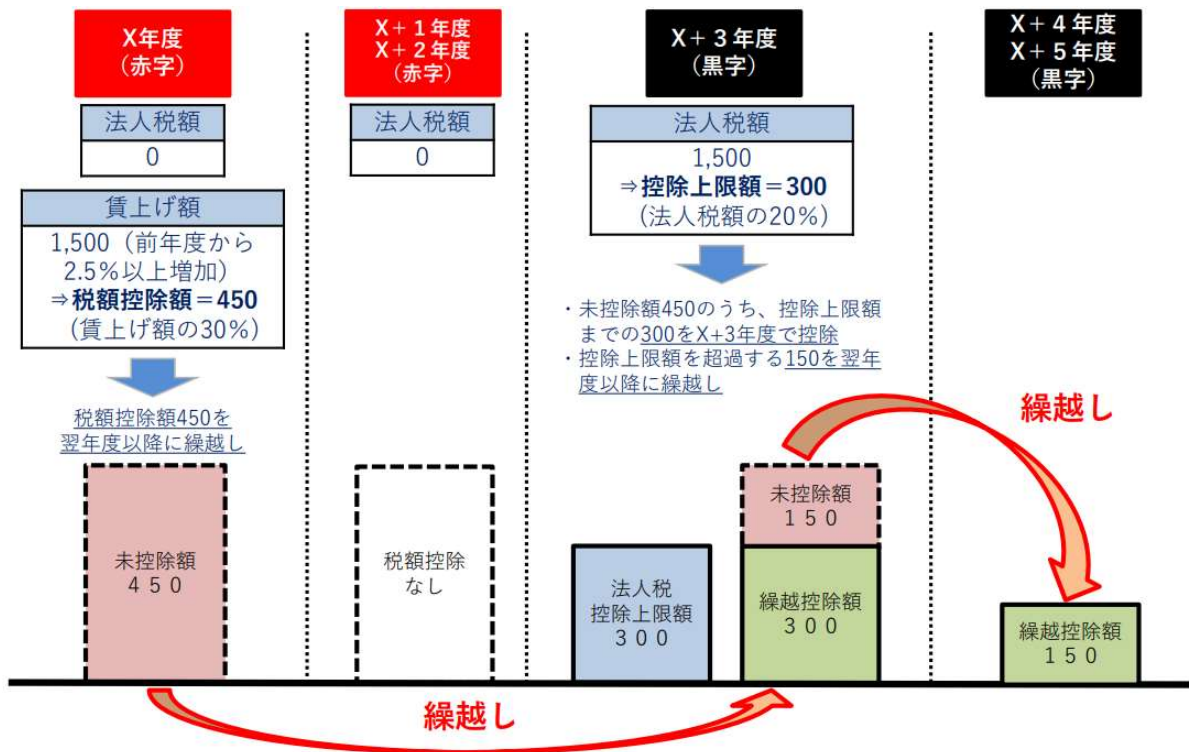 X年度
(赤字)
法人税額
0
賃上げ額
1,500（前年度から
2.5%以上増加）
⇒税額控除額＝450
（賃上げ額の30％）
税額控除額450を
翌年度以降に繰越し
未控除額
４５０
X＋１年度
X＋２年度
(赤字)
法人税額
0
税額控除
なし
X＋３年度
（黒字）
法人税額
1,500
⇒控除上限額＝300
（法人税額の20％）
・未控除額450のうち、控除上限額
までの300をX+3年度で控除
・控除上限額を超過する150を翌年
度以降に繰越し
法人税
控除上限額
３００
未控除額
１５０
繰越控除額
３００
X＋４年度
X＋５年度
（黒字）
繰越し
繰越控除額
１５０
繰越し